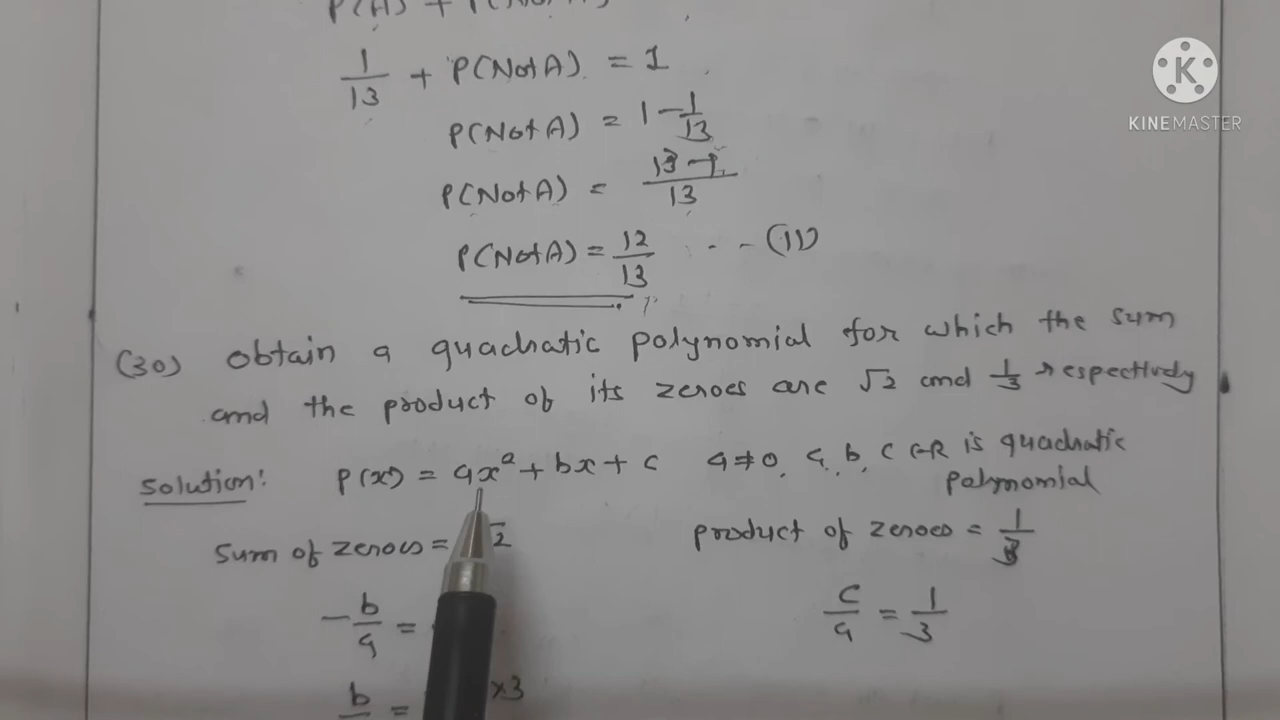 P(A) + P(Not A)
1/13 + P(Not A) = 1
P(Not A) = 1 - 1/13
P(Not A) = 13-1/13
P(Not A) = 12/13 -- (11)
(30) obtain a quadratic polynomial for which the sum
and the product of its zeroes are √2 and 1/3 respectively
Solution: P(x) = ax² + bx + c a≠0, a, b, c ∈R is quadratic
polynomial
Sum of zeroes = √2 product of zeroes = 1/3
-b/a = c/a = 1/3
b = ×3
KINEMASTER